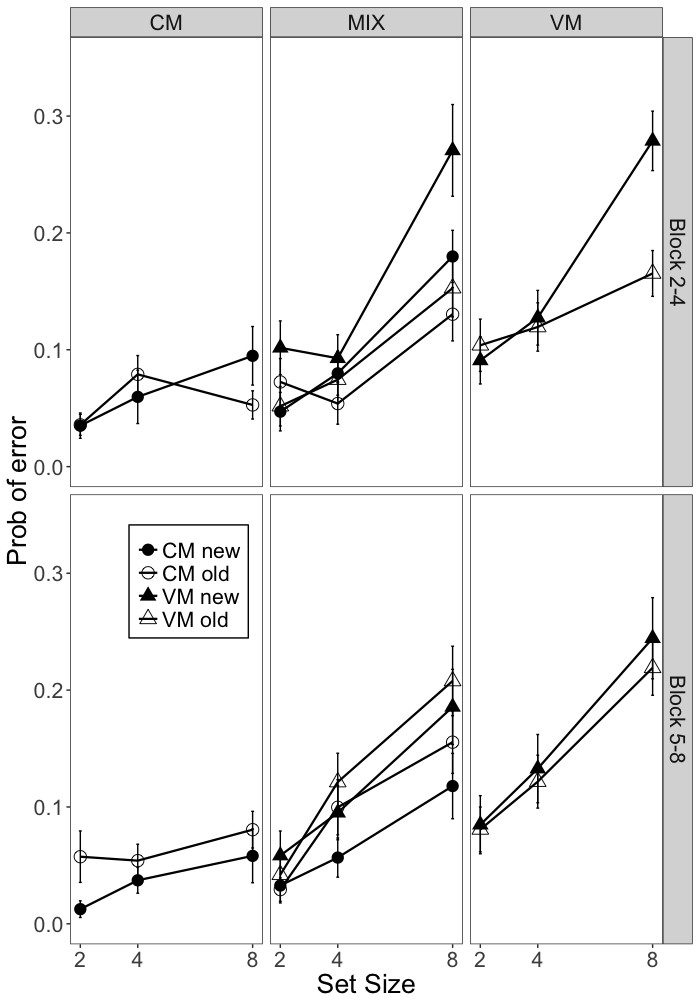 CM MIX VM
0.3
0.2
0.1
0.0
Block 2-4
Prob of error
CM new
CM old
VM new
VM old
0.3
0.2
0.1
0.0
Block 5-8
2 4 8 2 4 8 2 4 8
Set Size